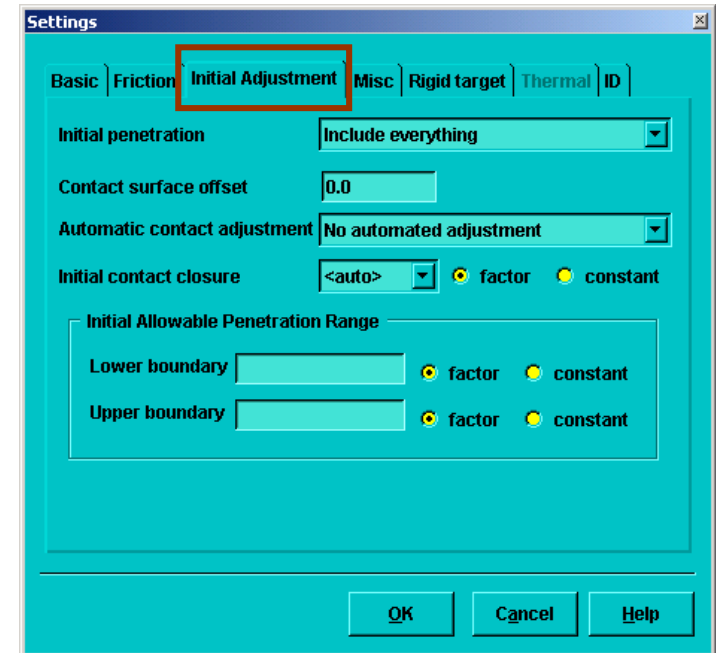 Settings
Basic Friction Initial Adjustment Misc Rigid target Thermal ID
Initial penetration Include everything
Contact surface offset 0.0
Automatic contact adjustment No automated adjustment
Initial contact closure <auto> factor constant
Initial Allowable Penetration Range
Lower boundary factor constant
Upper boundary factor constant
OK Cancel Help